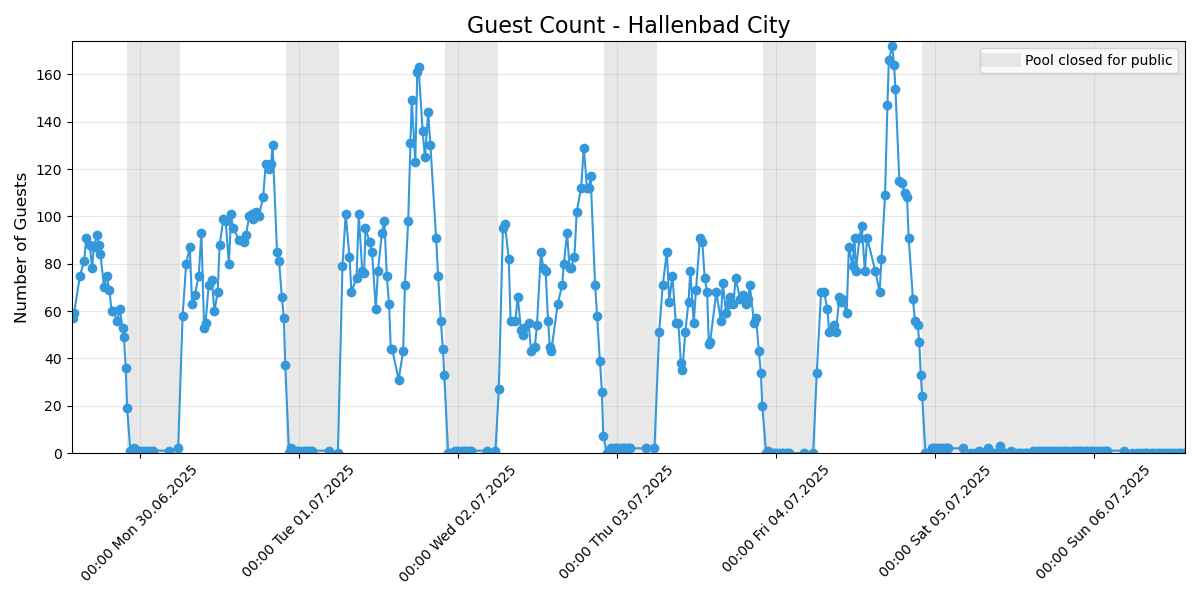 Guest Count - Hallenbad City
Pool closed for public
Number of Guests
160
140
120
100
80
60
40
20
0
00:00 Mon 30.06.2025
00:00 Tue 01.07.2025
00:00 Wed 02.07.2025
00:00 Thu 03.07.2025
00:00 Fri 04.07.2025
00:00 Sat 05.07.2025
00:00 Sun 06.07.2025